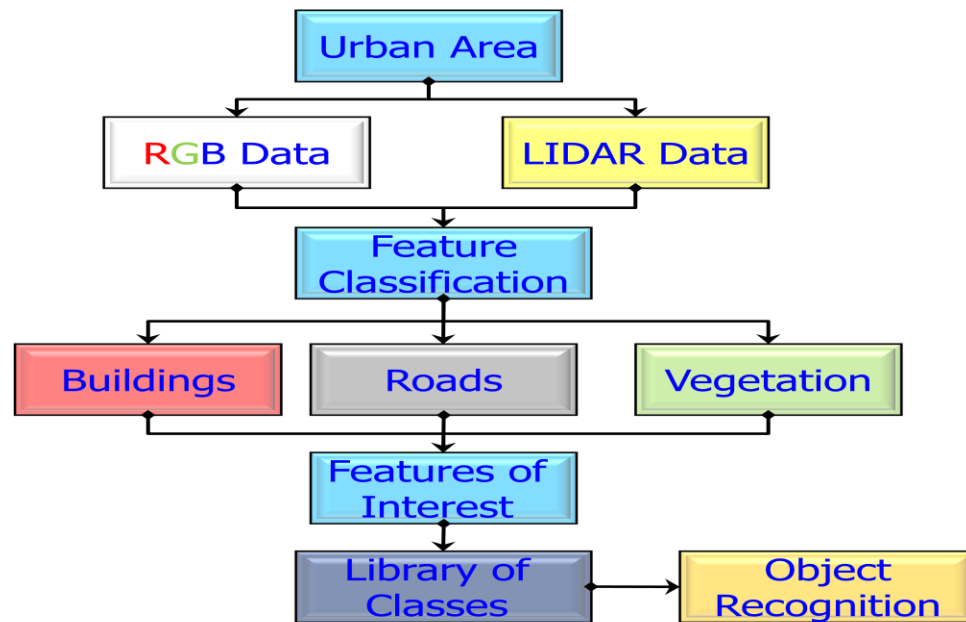 Urban Area
RGB Data
LIDAR Data
Feature
Classification
Buildings
Roads
Vegetation
Features of
Interest
Library of
Classes
Object
Recognition